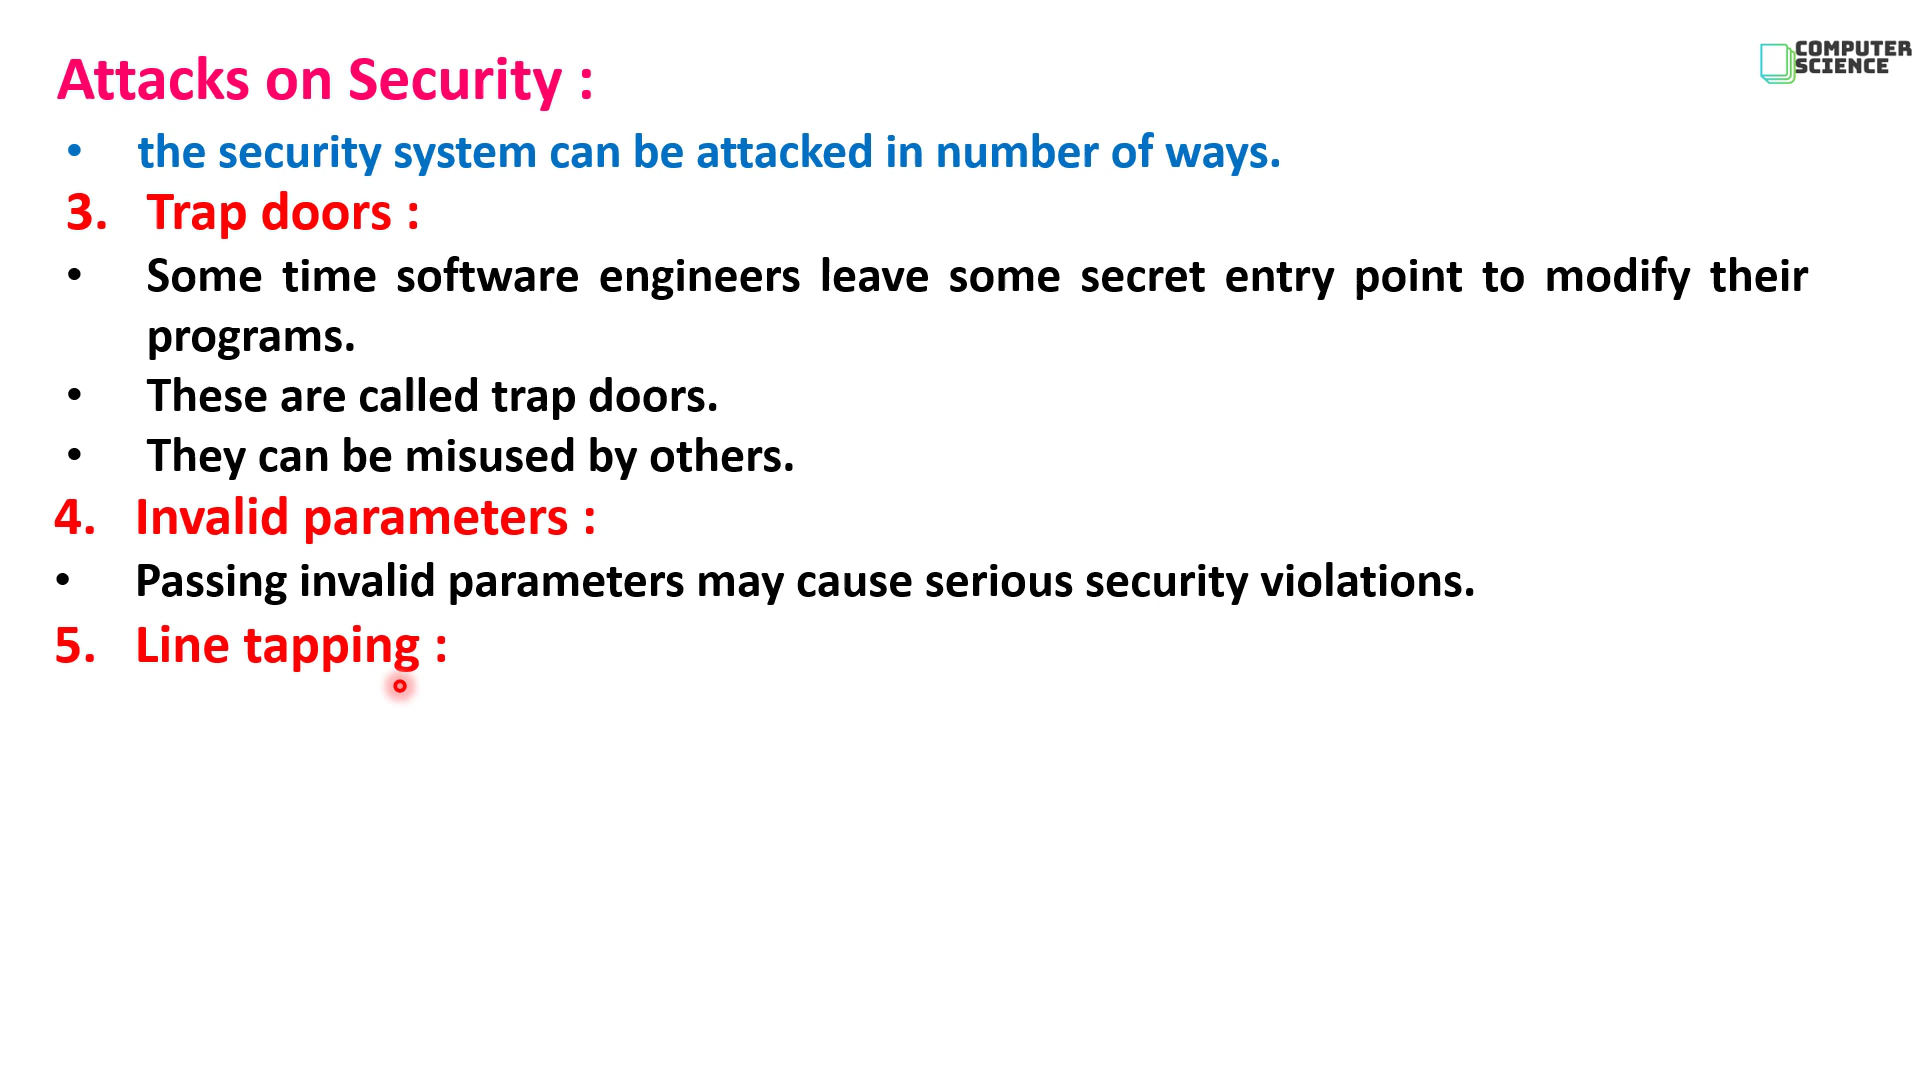 COMPUTER
SCIENCE
Attacks on Security :
• the security system can be attacked in number of ways.
3. Trap doors :
• Some time software engineers leave some secret entry point to modify their
programs.
• These are called trap doors.
• They can be misused by others.
4. Invalid parameters :
• Passing invalid parameters may cause serious security violations.
5. Line tapping :